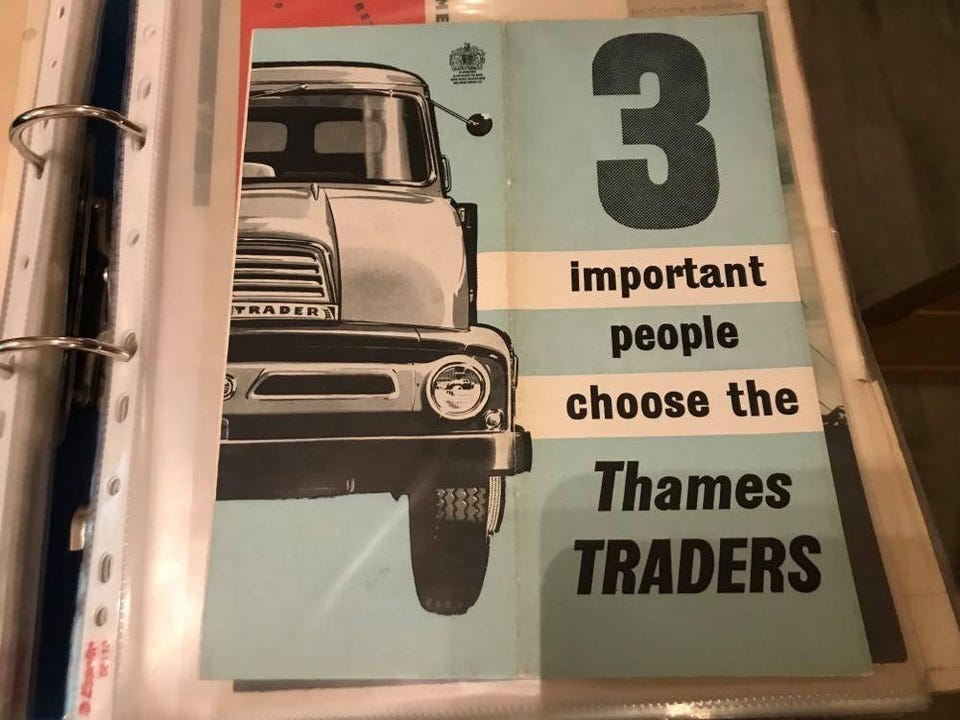 3
important
people
choose the
Thames
TRADERS
TRADER